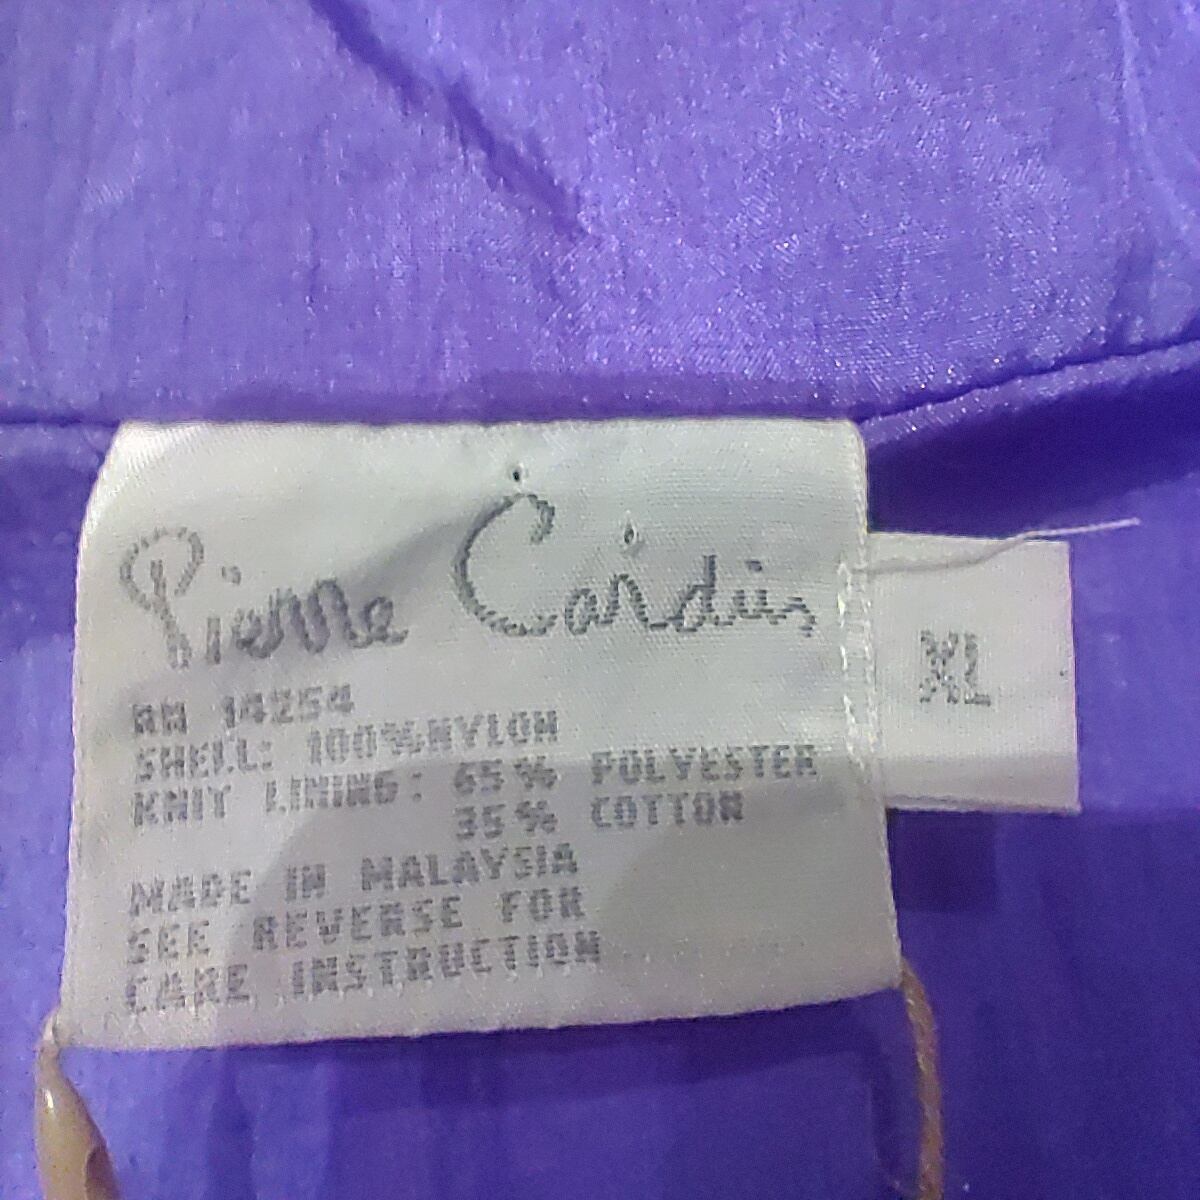 Pierre Cardin
XL
RN 14254
SHELL: 100% NYLON
KNIT LINING: 65% POLYESTER
35% COTTON
MADE IN MALAYSIA
SEE REVERSE FOR
CARE INSTRUCTION